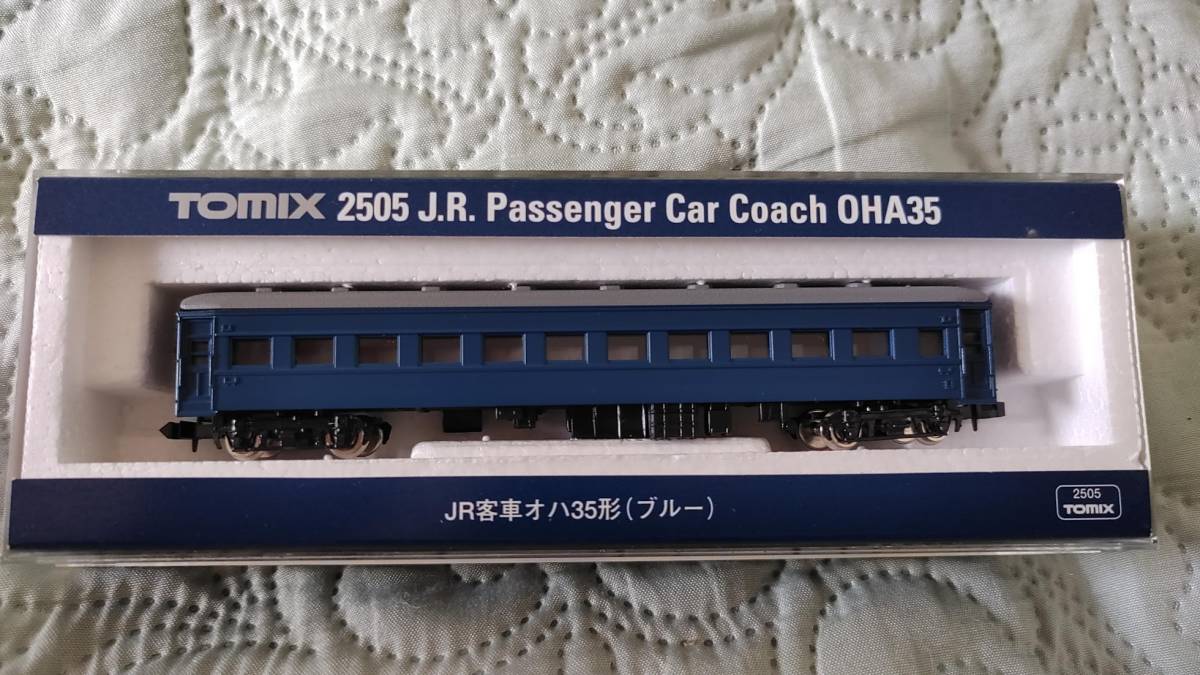 TOMIX 2505 J.R. Passenger Car Coach OHA35
JR客車オハ35形(ブルー)
2505
TOMIX